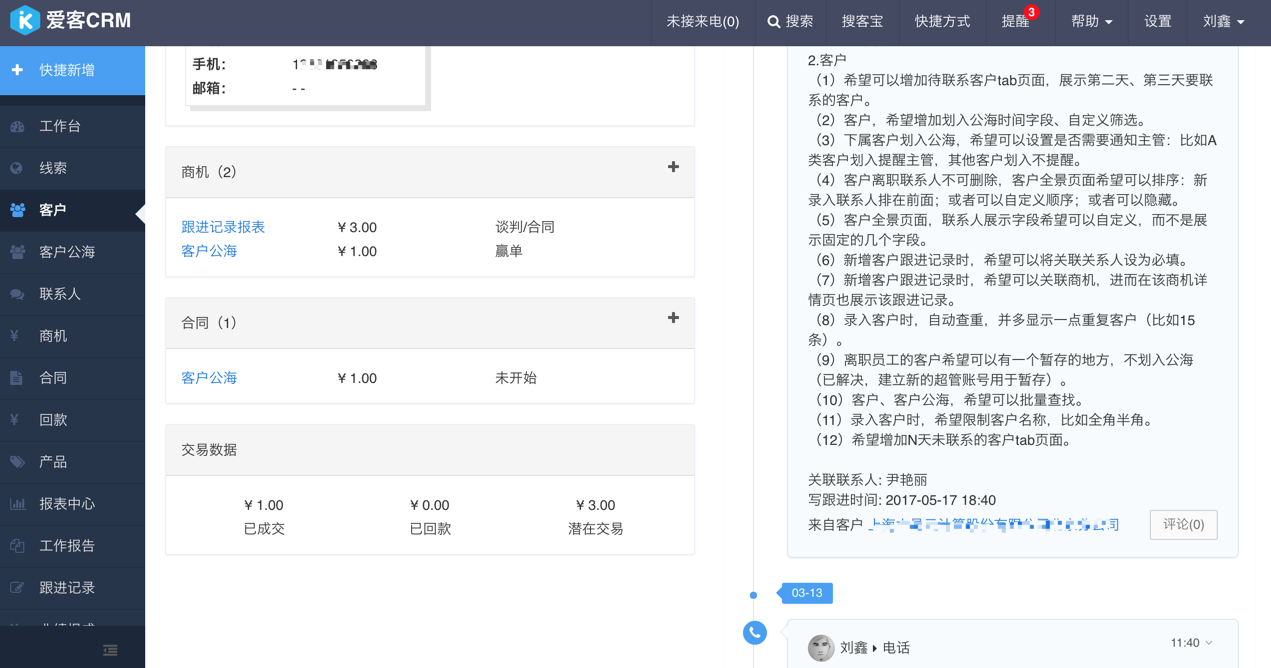 爱客CRM
未接来电(0)
搜索
搜客宝
快捷方式
提醒
3
帮助
设置
刘鑫
快捷新增
工作台
线索
客户
客户公海
联系人
商机
合同
回款
产品
报表中心
工作报告
跟进记录
手机：
邮箱： - -
商机（2）
跟进记录报表 ¥ 3.00 谈判/合同
客户公海 ¥ 1.00 赢单
合同（1）
客户公海 ¥ 1.00 未开始
交易数据
¥ 1.00 ¥ 0.00 ¥ 3.00
已成交 已回款 潜在交易
2.客户
（1）希望可以增加待联系客户tab页面，展示第二天、第三天要联
系的客户。
（2）客户，希望增加划入公海时间字段、自定义筛选。
（3）下属客户划入公海，希望可以设置是否需要通知主管：比如A
类客户划入提醒主管，其他客户划入不提醒。
（4）客户离职联系人不可删除，客户全景页面希望可以排序：新
录入联系人排在前面；或者可以自定义顺序；或者可以隐藏。
（5）客户全景页面，联系人展示字段希望可以自定义，而不是展
示固定的几个字段。
（6）新增客户跟进记录时，希望可以将关联关系人设为必填。
（7）新增客户跟进记录时，希望可以关联商机，进而在该商机详
情页也展示该跟进记录。
（8）录入客户时，自动查重，并多显示一点重复客户（比如15
条）。
（9）离职员工的客户希望可以有一个暂存的地方，不划入公海
（已解决，建立新的超管账号用于暂存）。
（10）客户、客户公海，希望可以批量查找。
（11）录入客户时，希望限制客户名称，比如全角半角。
（12）希望增加N天未联系的客户tab页面。
关联联系人: 尹艳丽
写跟进时间: 2017-05-17 18:40
来自客户
评论(0)
03-13
刘鑫 电话 11:40